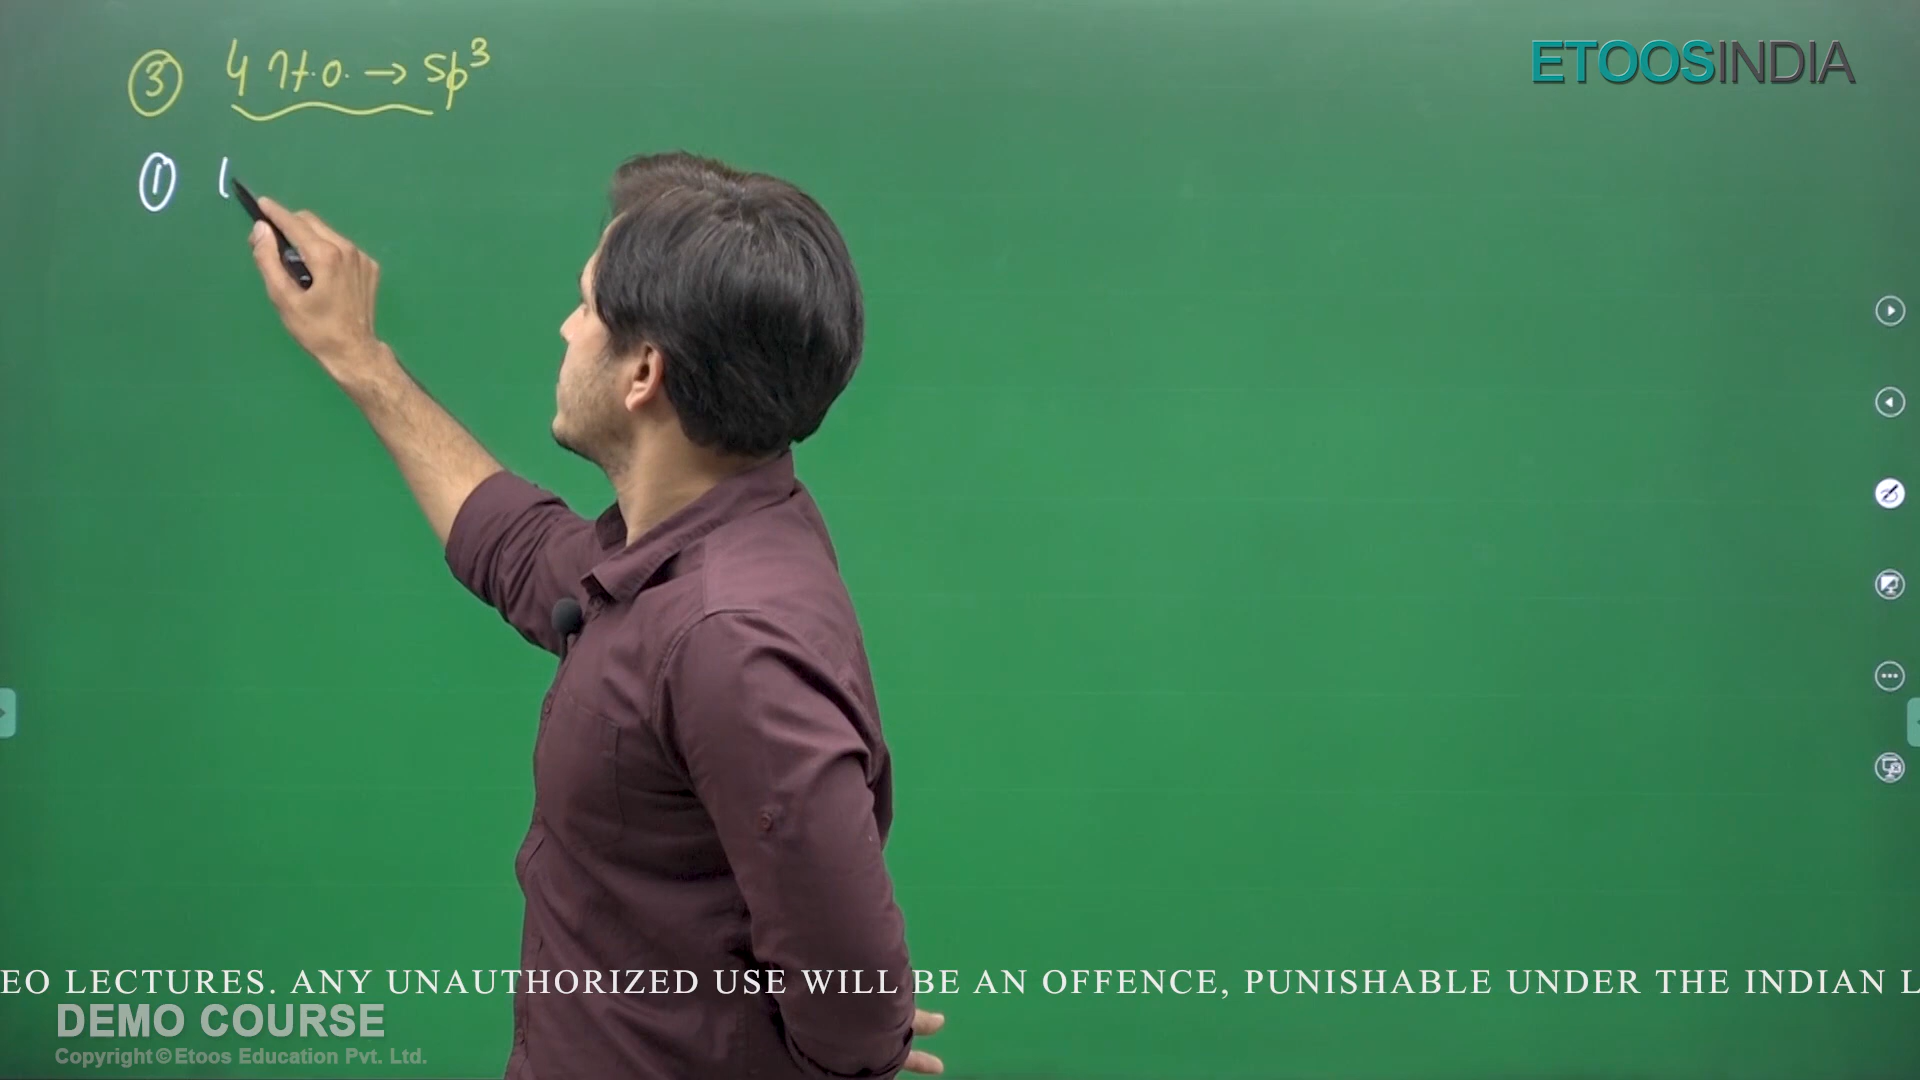 ③ 4 H.O. → sp³
① (
ETOOSINDIA
EO LECTURES. ANY UNAUTHORIZED USE WILL BE AN OFFENCE, PUNISHABLE UNDER THE INDIAN L
DEMO COURSE
Copyright © Etoos Education Pvt. Ltd.